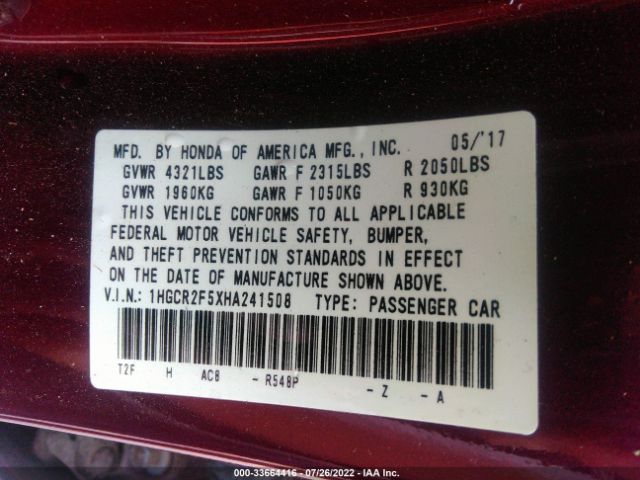 MFD. BY HONDA OF AMERICA MFG., INC. 05/'17
GVWR 4321LBS GAWR F 2315LBS R 2050LBS
GVWR 1960KG GAWR F 1050KG R 930KG
THIS VEHICLE CONFORMS TO ALL APPLICABLE
FEDERAL MOTOR VEHICLE SAFETY, BUMPER,
AND THEFT PREVENTION STANDARDS IN EFFECT
ON THE DATE OF MANUFACTURE SHOWN ABOVE.
V.I.N.: 1HGCR2F5XHA241508 TYPE: PASSENGER CAR
T2F H AC8 - R548P - Z - A
000-33664416 - 07/26/2022 - IAA Inc.